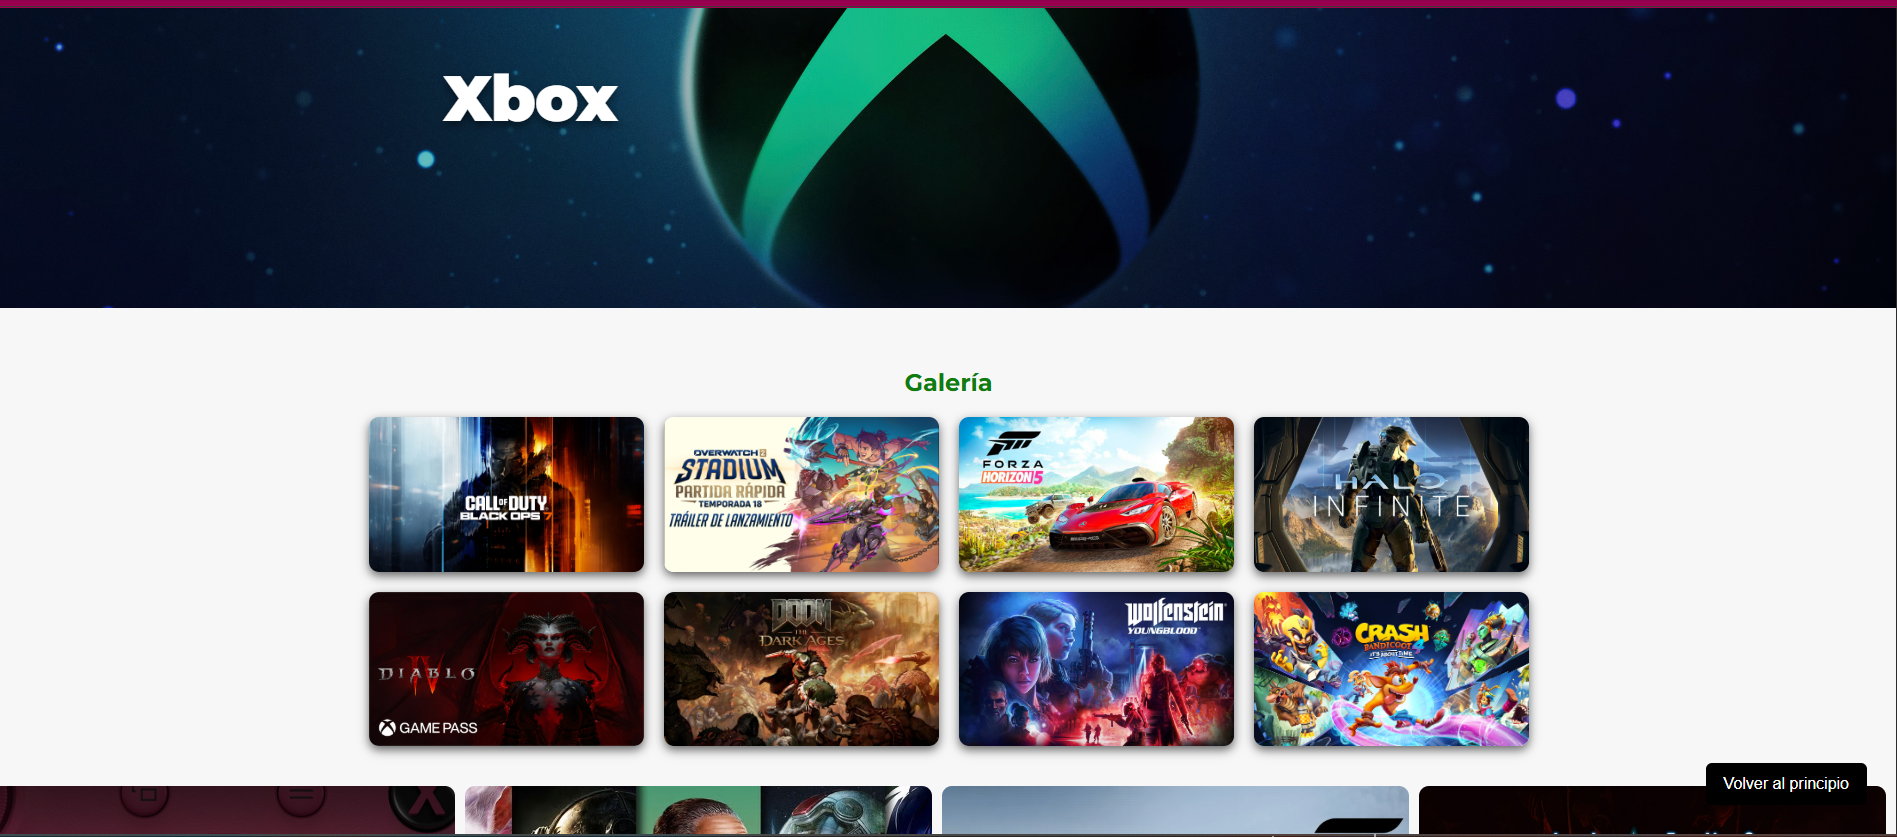 Xbox
Galería
CALL OF DUTY
BLACK OPS 7
OVERWATCH 2
STADIUM
PARTIDA RÁPIDA
TEMPORADA 18
TRÁILER DE LANZAMIENTO
FORZA
HORIZON 5
HALO
INFINITE
DIABLO
IV
GAME PASS
DOOM
THE
DARK AGES
Wolfenstein
YOUNGBLOOD
CRASH
BANDICOOT 4
IT'S ABOUT TIME
Volver al principio